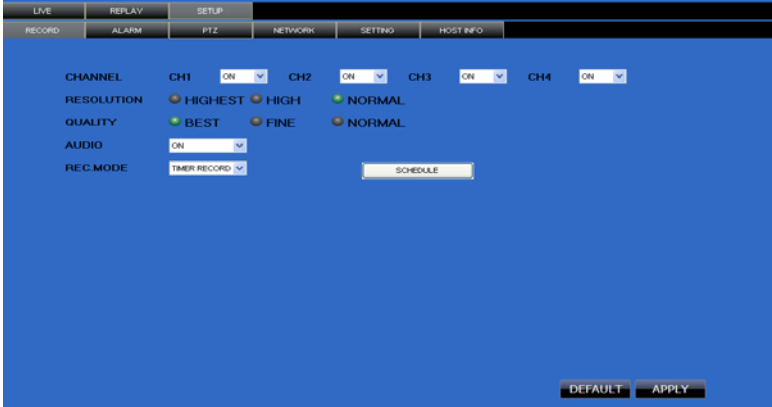 LIVE REPLAY SETUP
RECORD ALARM PTZ NETWORK SETTING HOST INFO
CHANNEL CH1 ON CH2 ON CH3 ON CH4 ON
RESOLUTION HIGHEST HIGH NORMAL
QUALITY BEST FINE NORMAL
AUDIO ON
REC.MODE TIMER RECORD SCHEDULE
DEFAULT APPLY